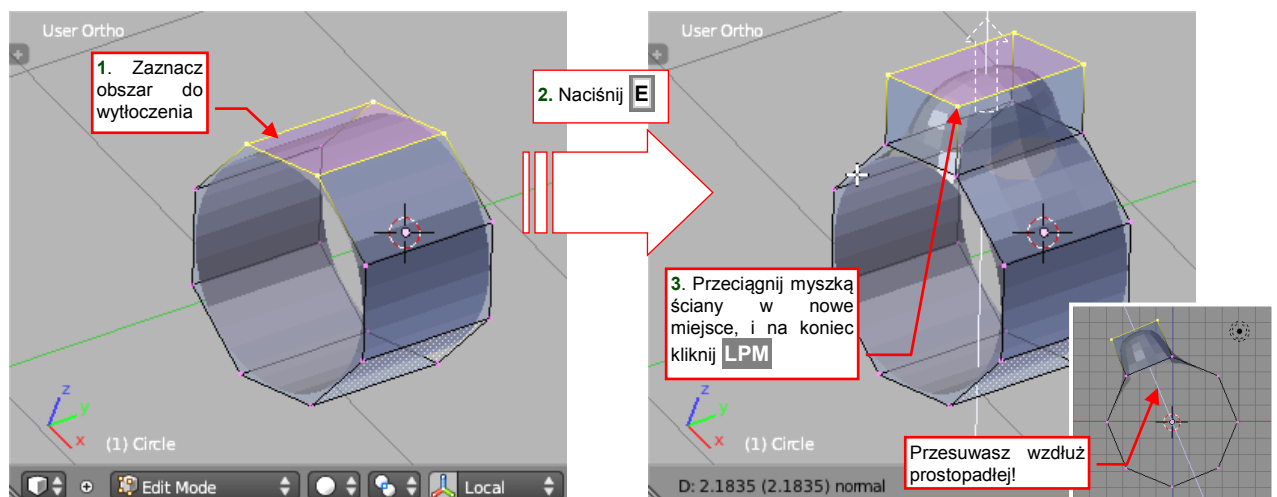 User Ortho
1. Zaznacz
obszar do
wytłoczenia
z
y
x
(1) Circle
Edit Mode
Local
2. Naciśnij E
User Ortho
3. Przeciągnij myszką
ściany w nowe
miejsce, i na koniec
kliknij LPM
z
y
x
(1) Circle
Przesuwasz wzdłuż
prostopadłej!
D: 2.1835 (2.1835) normal